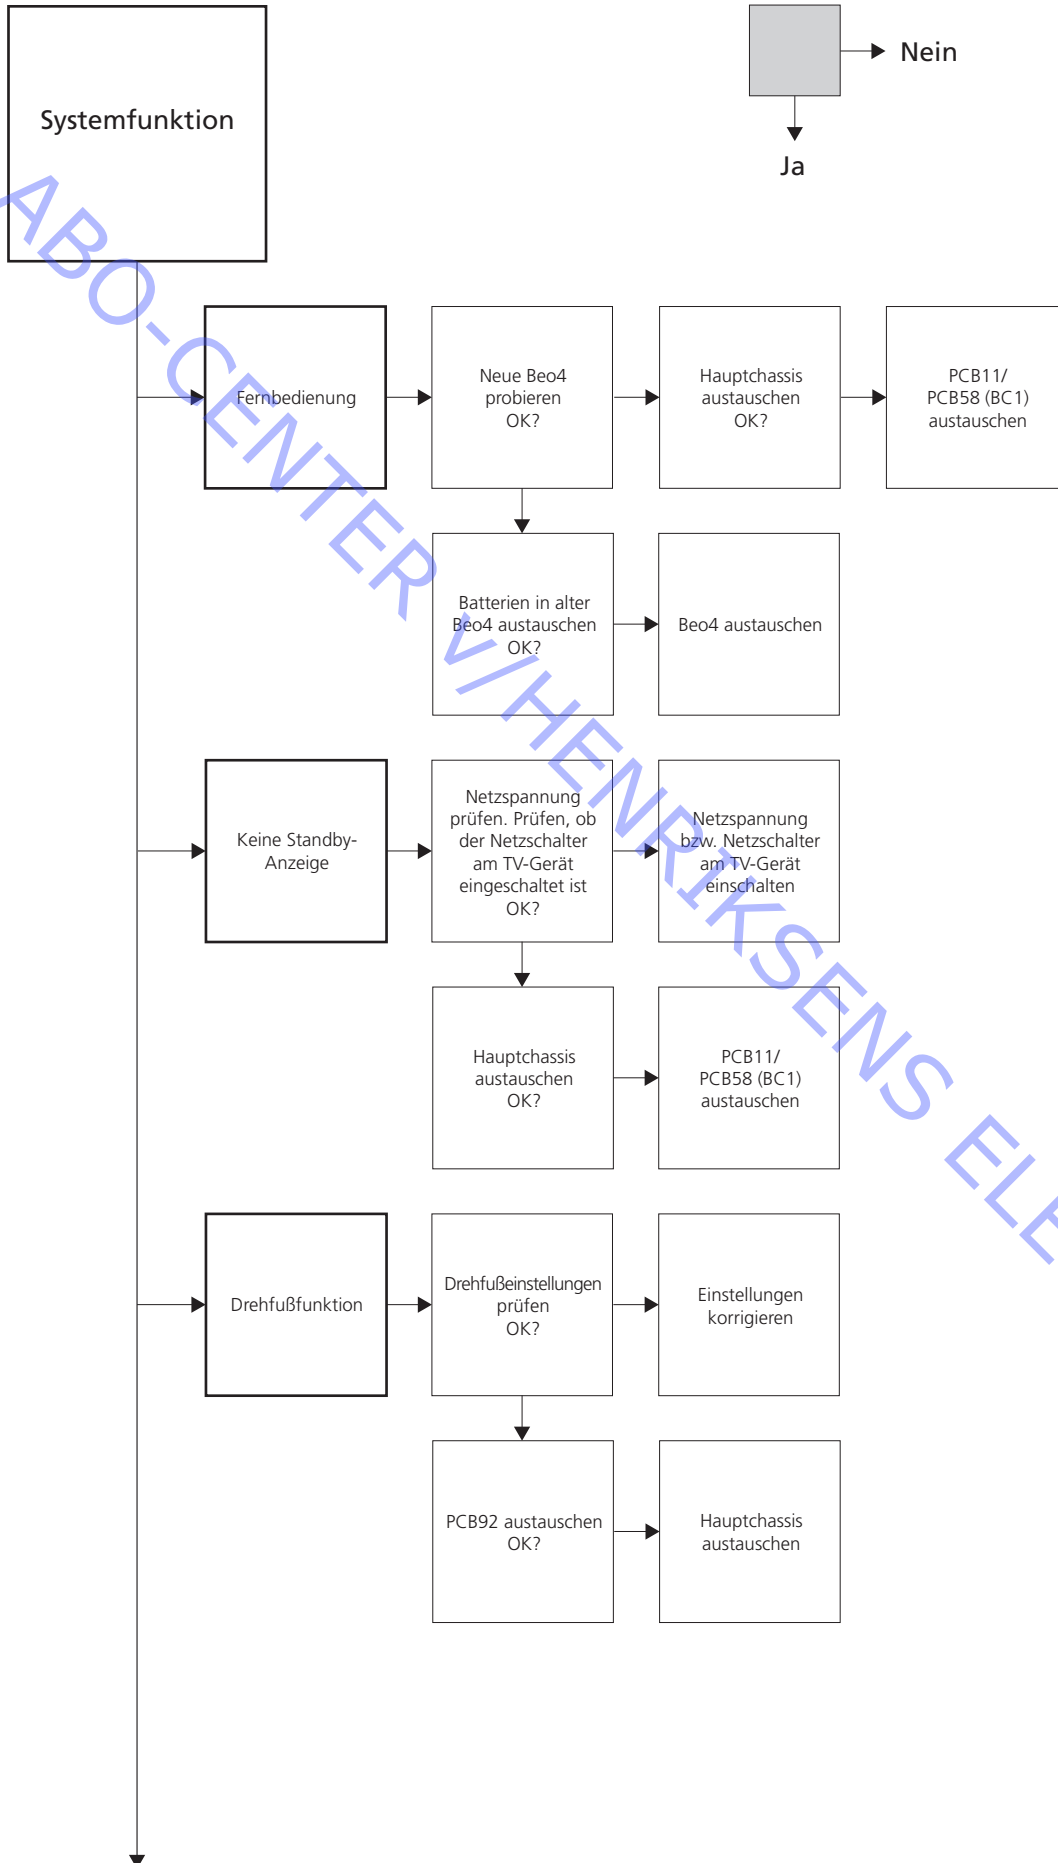 Nein
Systemfunktion
Ja
Fernbedienung
Neue Beo4
probieren
OK?
Hauptchassis
austauschen
OK?
PCB11/
PCB58 (BC1)
austauschen
Batterien in alter
Beo4 austauschen
OK?
Beo4 austauschen
Keine Standby-
Anzeige
Netzspannung
prüfen. Prüfen, ob
der Netzschalter
am TV-Gerät
eingeschaltet ist
OK?
Netzspannung
bzw. Netzschalter
am TV-Gerät
einschalten
Hauptchassis
austauschen
OK?
PCB11/
PCB58 (BC1)
austauschen
Drehfußfunktion
Drehfußeinstellungen
prüfen
OK?
Einstellungen
korrigieren
PCB92 austauschen
OK?
Hauptchassis
austauschen
ABO-CENTER v/HENRIKSENS ELE